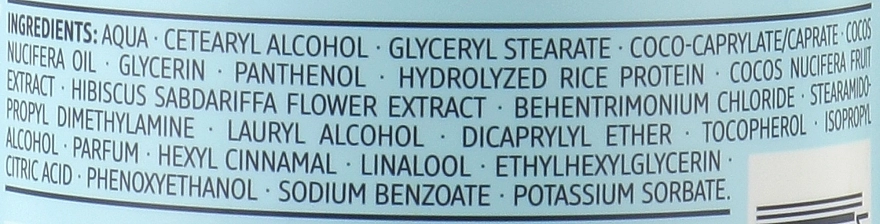 INGREDIENTS: AQUA · CETEARYL ALCOHOL · GLYCERYL STEARATE · COCO-CAPRYLATE/CAPRATE · COCOS
NUCIFERA OIL · GLYCERIN · PANTHENOL · HYDROLYZED RICE PROTEIN · COCOS NUCIFERA FRUIT
EXTRACT · HIBISCUS SABDARIFFA FLOWER EXTRACT · BEHENTRIMONIUM CHLORIDE · STEARAMIDO-
PROPYL DIMETHYLAMINE · LAURYL ALCOHOL · DICAPRYLYL ETHER · TOCOPHEROL · ISOPROPYL
ALCOHOL · PARFUM · HEXYL CINNAMAL · LINALOOL · ETHYLHEXYLGLYCERIN ·
CITRIC ACID · PHENOXYETHANOL · SODIUM BENZOATE · POTASSIUM SORBATE.